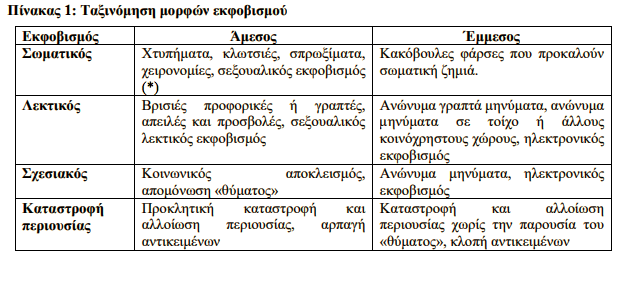 Πίνακας 1: Ταξινόμηση μορφών εκφοβισμού
Εκφοβισμός Άμεσος Έμμεσος
Σωματικός
Χτυπήματα, κλωτσιές, σπρωξίματα,
χειρονομίες, σεξουαλικός εκφοβισμός
(*)
Κακόβουλες φάρσες που προκαλούν
σωματική ζημιά.
Λεκτικός
Βρισιές προφορικές ή γραπτές,
απειλές και προσβολές, σεξουαλικός
λεκτικός εκφοβισμός
Ανώνυμα γραπτά μηνύματα, ανώνυμα
μηνύματα σε τοίχο ή άλλους
κοινόχρηστους χώρους, ηλεκτρονικός
εκφοβισμός
Σχεσιακός
Κοινωνικός αποκλεισμός,
απομόνωση «θύματος»
Ανώνυμα μηνύματα, ηλεκτρονικός
εκφοβισμός
Καταστροφή
περιουσίας
Προκλητική καταστροφή και
αλλοίωση περιουσίας, αρπαγή
αντικειμένων
Καταστροφή και αλλοίωση
περιουσίας χωρίς την παρουσία του
«θύματος», κλοπή αντικειμένων